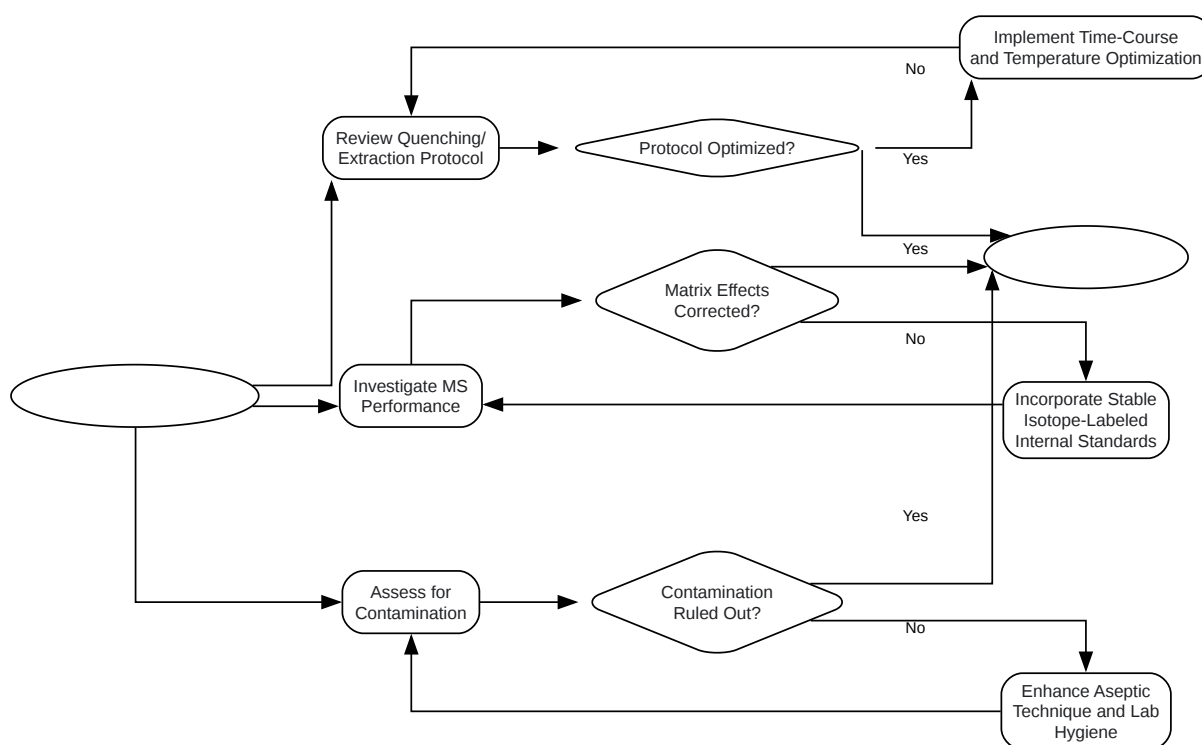 Implement Time-Course
and Temperature Optimization
No
Review Quenching/
Extraction Protocol
Protocol Optimized?
Yes
Yes
Matrix Effects
Corrected?
No
Investigate MS
Performance
Incorporate Stable
Isotope-Labeled
Internal Standards
Yes
Assess for
Contamination
Contamination
Ruled Out?
No
Enhance Aseptic
Technique and Lab
Hygiene